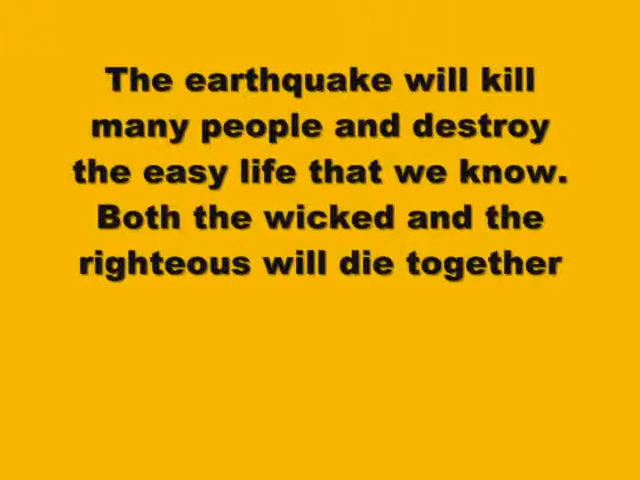 The earthquake will kill
many people and destroy
the easy life that we know.
Both the wicked and the
righteous will die together